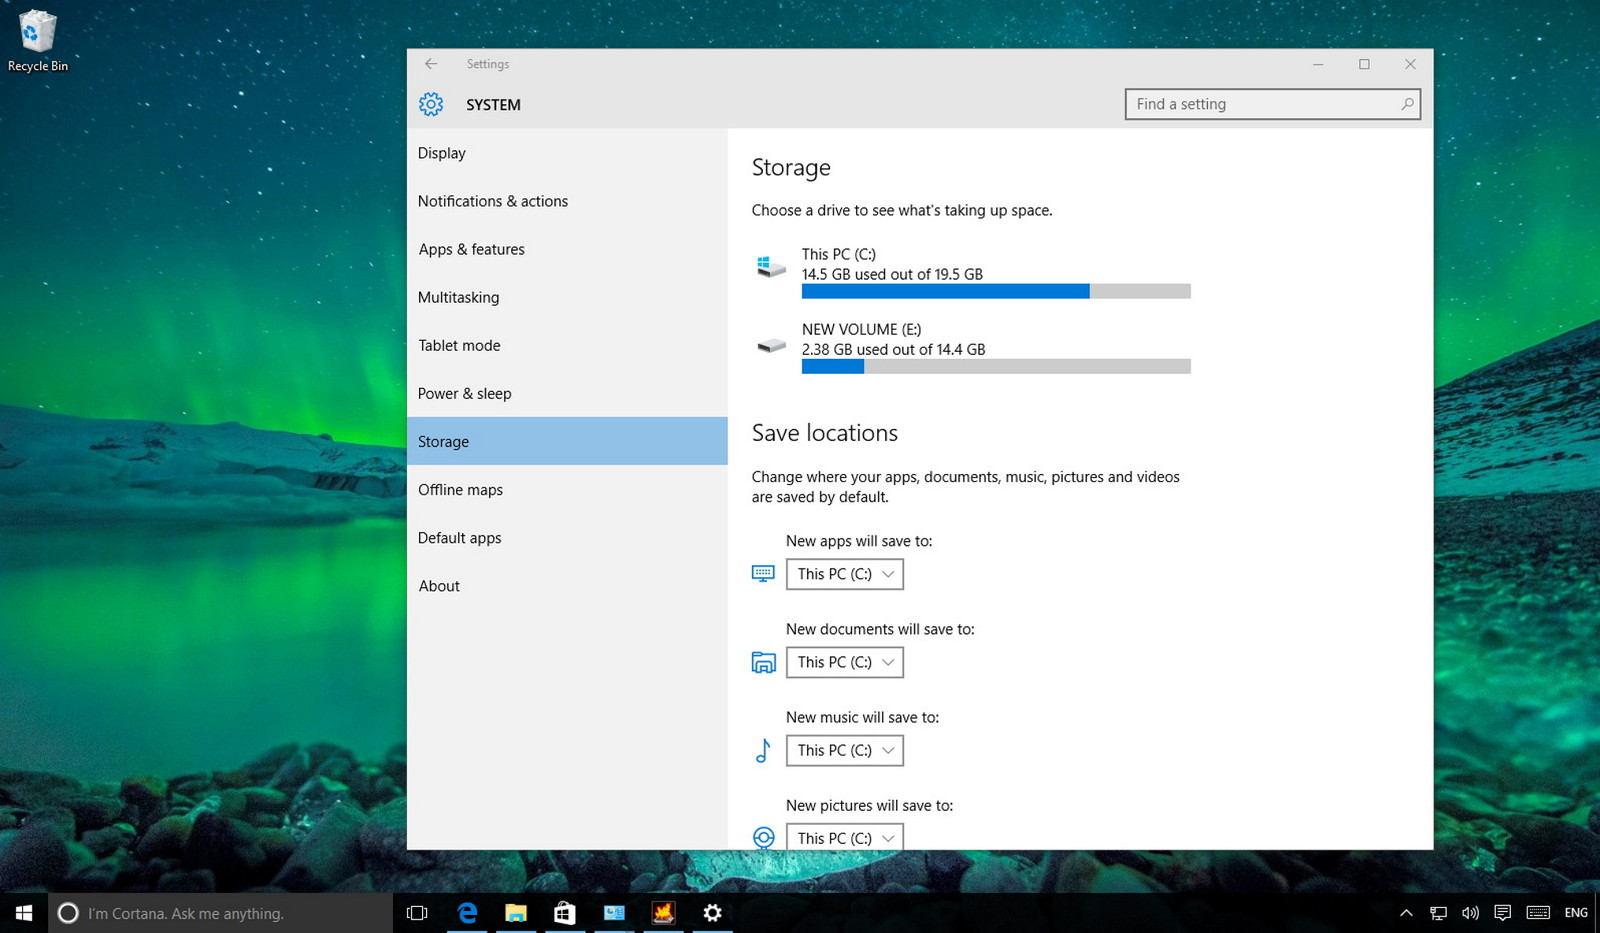 Recycle Bin
Settings
SYSTEM
Find a setting
Display
Notifications & actions
Apps & features
Multitasking
Tablet mode
Power & sleep
Storage
Offline maps
Default apps
About
Storage
Choose a drive to see what's taking up space.
This PC (C:)
14.5 GB used out of 19.5 GB
NEW VOLUME (E:)
2.38 GB used out of 14.4 GB
Save locations
Change where your apps, documents, music, pictures and videos
are saved by default.
New apps will save to:
This PC (C:)
New documents will save to:
This PC (C:)
New music will save to:
This PC (C:)
New pictures will save to:
This PC (C:)
I'm Cortana. Ask me anything.
ENG